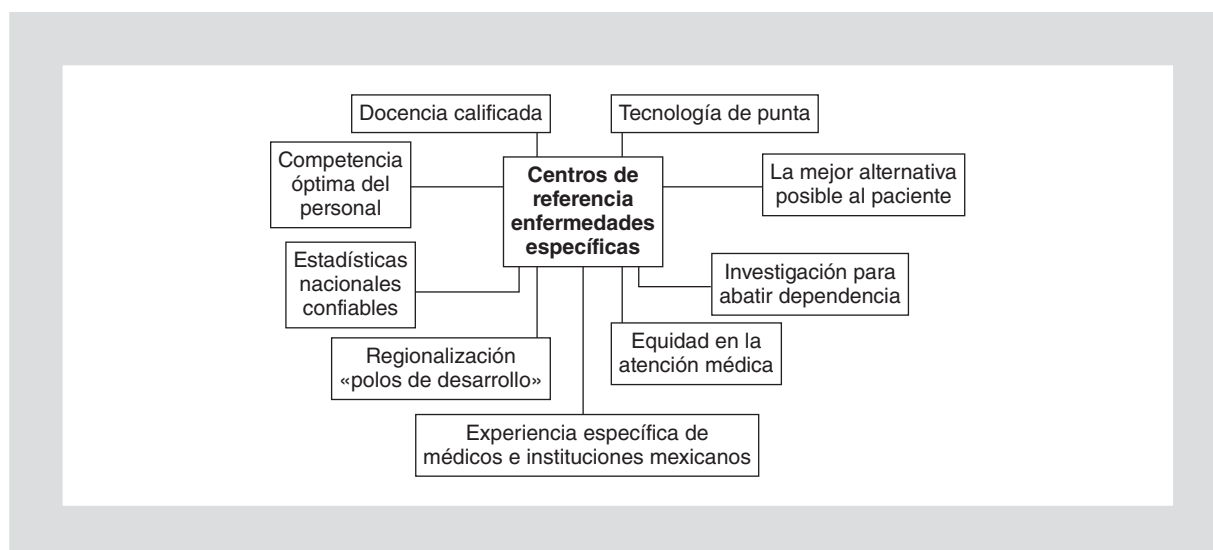 Docencia calificada
Tecnología de punta
Competencia
óptima del
personal
Centros de
referencia
enfermedades
específicas
La mejor alternativa
posible al paciente
Estadísticas
nacionales
confiables
Investigación para
abatir dependencia
Regionalización
«polos de desarrollo»
Equidad en la
atención médica
Experiencia específica de
médicos e instituciones mexicanos